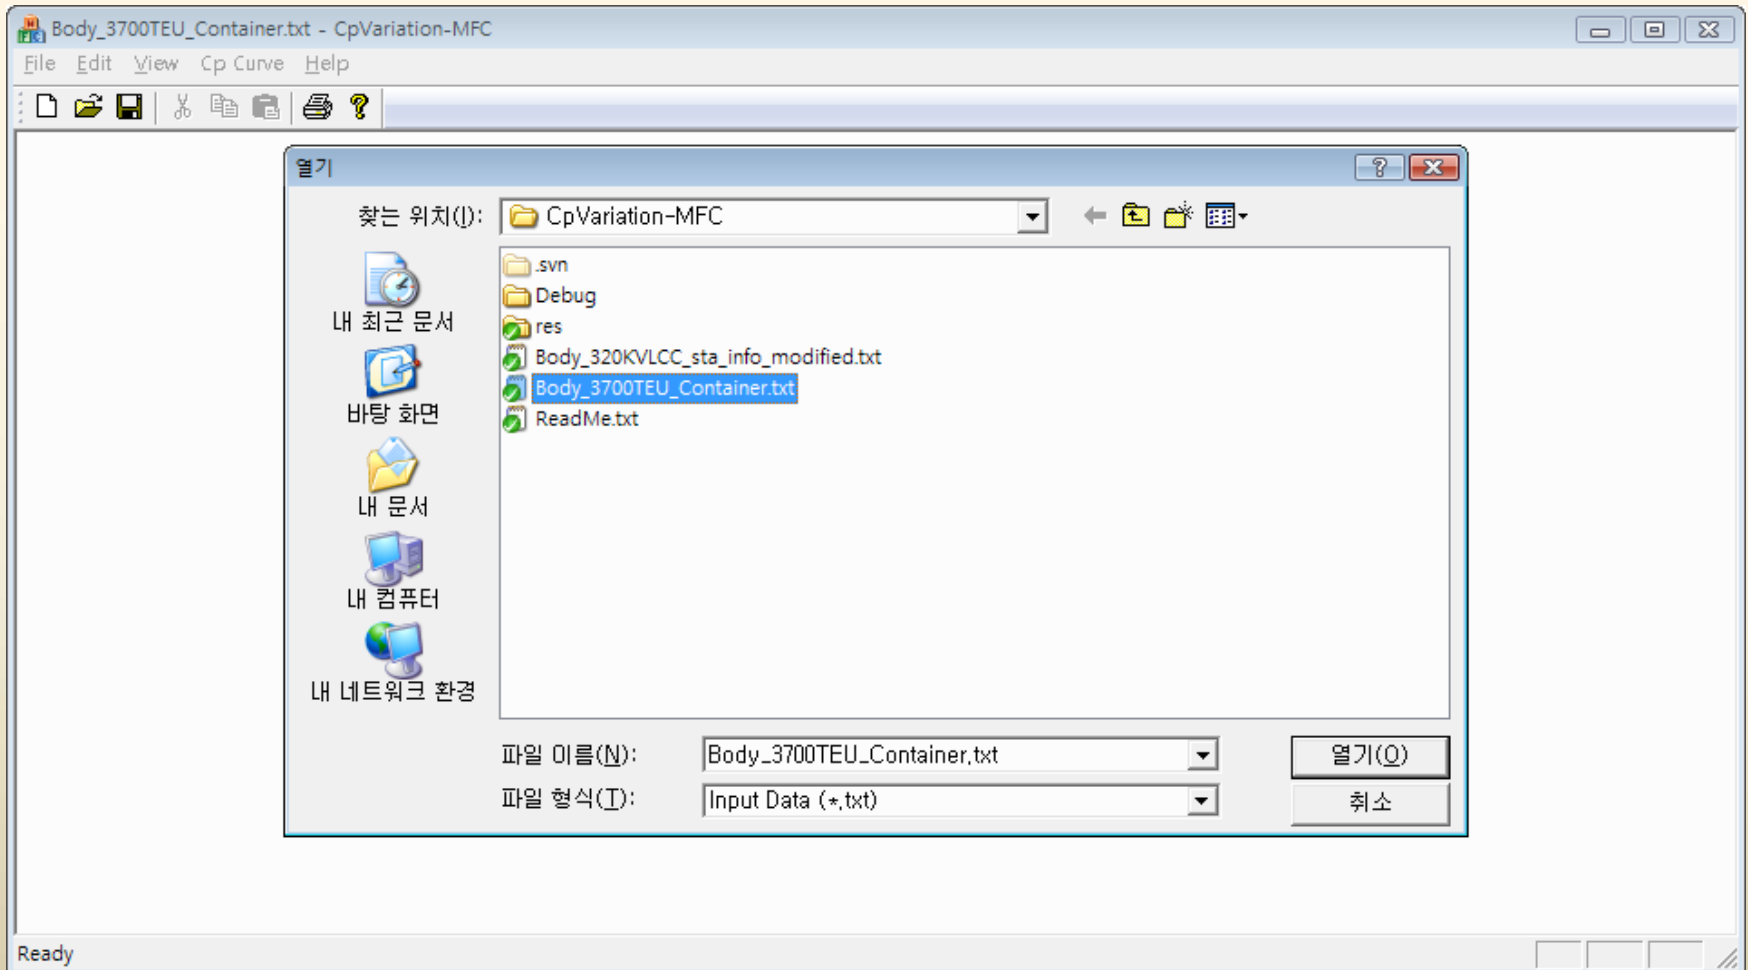 Body_3700TEU_Container.txt - CpVariation-MFC
File Edit View Cp Curve Help
열기
찾는 위치(I): CpVariation-MFC
내 최근 문서
바탕 화면
내 문서
내 컴퓨터
내 네트워크 환경
.svn
Debug
res
Body_320KVLCC_sta_info_modified.txt
Body_3700TEU_Container.txt
ReadMe.txt
파일 이름(N): Body_3700TEU_Container.txt 열기(O)
파일 형식(T): Input Data (*.txt) 취소
Ready